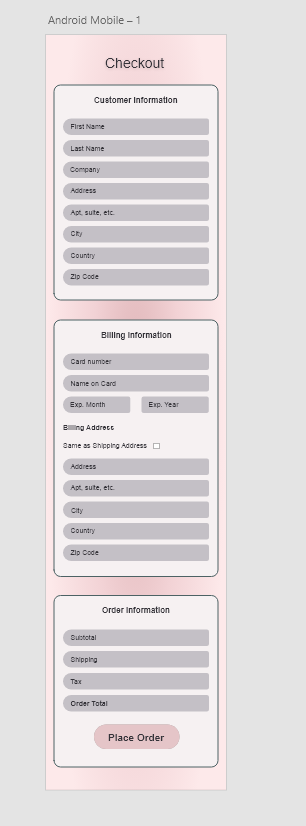 Android Mobile – 1
Checkout
Customer Information
First Name
Last Name
Company
Address
Apt, suite, etc.
City
Country
Zip Code
Billing Information
Card number
Name on Card
Exp. Month Exp. Year
Billing Address
Same as Shipping Address
Address
Apt, suite, etc.
City
Country
Zip Code
Order Information
Subtotal
Shipping
Tax
Order Total
Place Order